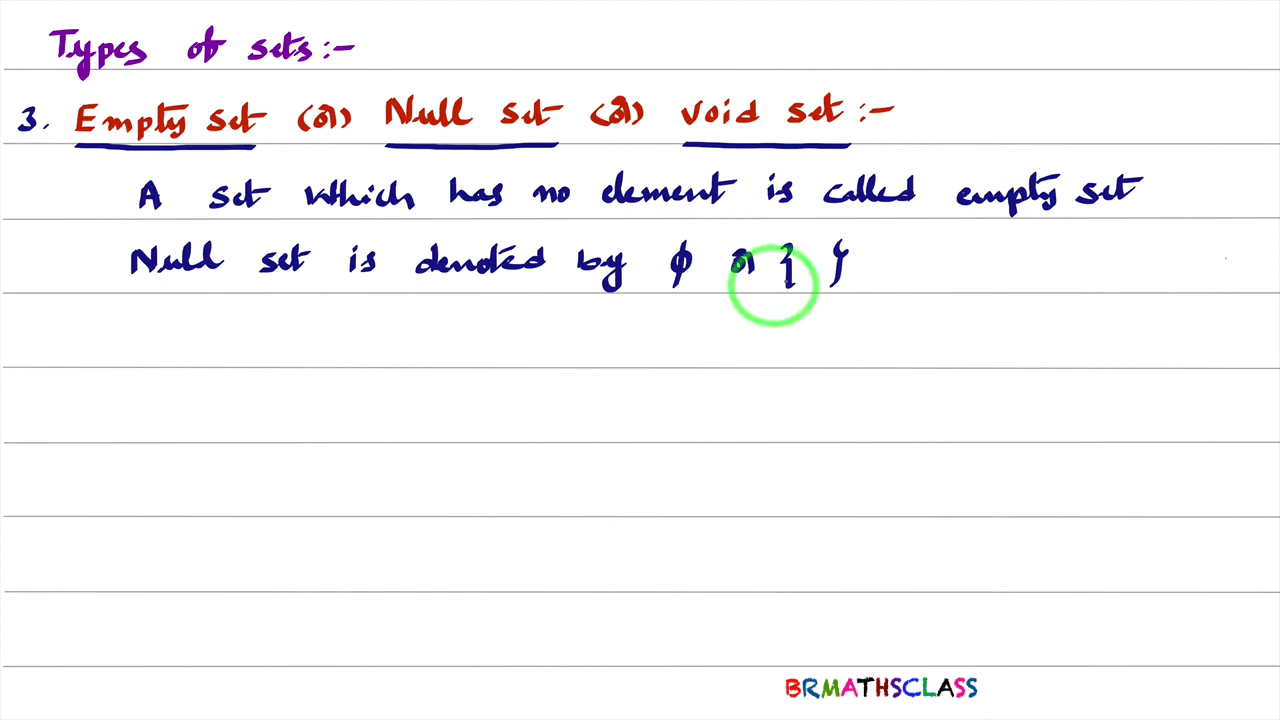 Types of sets:-
3. Empty set (or) Null set (or) void set:-
A set which has no element is called empty set
Null set is denoted by ϕ or { }
BRMATHSCLASS